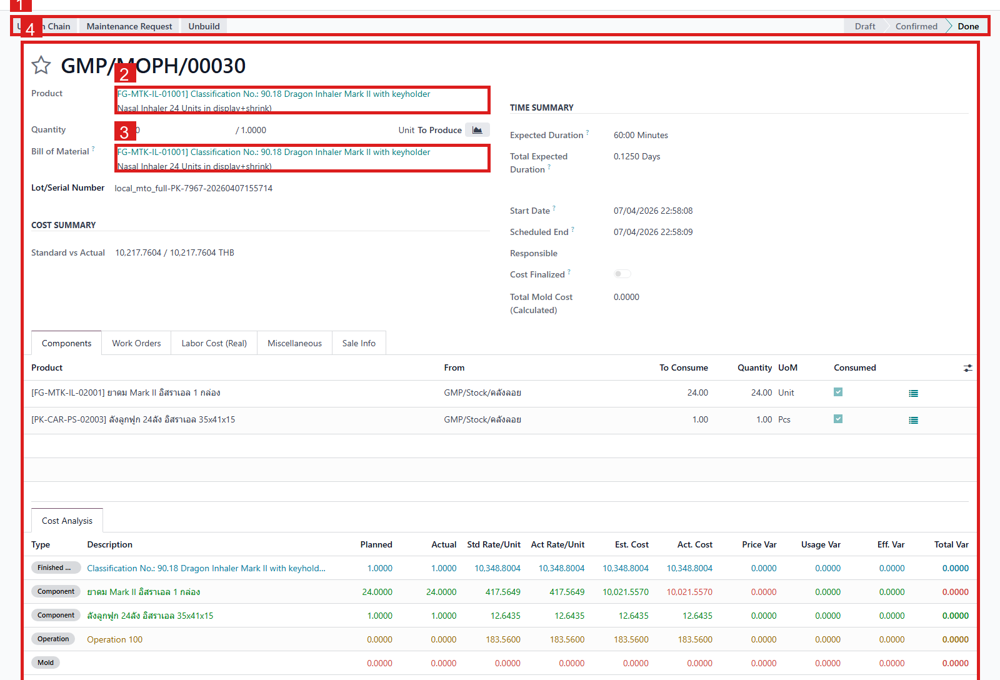 1
4
Chain
Maintenance Request
Unbuild
Draft
Confirmed
Done
GMP/MOPH/00030
2
Product
FG-MTK-IL-01001] Classification No.: 90.18 Dragon Inhaler Mark II with keyholder
Nasal Inhaler 24 Units in display+shrink)
TIME SUMMARY
Quantity
3
0
/ 1.0000
Unit To Produce
Expected Duration ?
60:00 Minutes
Bill of Material ?
FG-MTK-IL-01001] Classification No.: 90.18 Dragon Inhaler Mark II with keyholder
Nasal Inhaler 24 Units in display+shrink)
Total Expected
Duration ?
0.1250 Days
Lot/Serial Number
local_mto_full-PK-7967-20260407155714
Start Date ?
07/04/2026 22:58:08
COST SUMMARY
Scheduled End ?
07/04/2026 22:58:09
Standard vs Actual
10,217.7604 / 10,217.7604 THB
Responsible
Cost Finalized ?
Total Mold Cost
(Calculated)
0.0000
Components
Work Orders
Labor Cost (Real)
Miscellaneous
Sale Info
Product From To Consume Quantity UoM Consumed
[FG-MTK-IL-02001] ยาดม Mark II อิสราเอล 1 กล่อง GMP/Stock/คลังลอย 24.00 24.00 Unit
[PK-CAR-PS-02003] ลังลูกฟูก 24ลัง อิสราเอล 35x41x15 GMP/Stock/คลังลอย 1.00 1.00 Pcs
Cost Analysis
Type Description Planned Actual Std Rate/Unit Act Rate/Unit Est. Cost Act. Cost Price Var Usage Var Eff. Var Total Var
Finished ... Classification No.: 90.18 Dragon Inhaler Mark II with keyhold... 1.0000 1.0000 10,348.8004 10,348.8004 10,348.8004 10,348.8004 0.0000 0.0000 0.0000 0.0000
Component ยาดม Mark II อิสราเอล 1 กล่อง 24.0000 24.0000 417.5649 417.5649 10,021.5570 10,021.5570 0.0000 0.0000 0.0000 0.0000
Component ลังลูกฟูก 24ลัง อิสราเอล 35x41x15 1.0000 1.0000 12.6435 12.6435 12.6435 12.6435 0.0000 0.0000 0.0000 0.0000
Operation Operation 100 0.0000 0.0000 183.5600 183.5600 183.5600 183.5600 0.0000 0.0000 0.0000 0.0000
Mold 0.0000 0.0000 0.0000 0.0000 0.0000 0.0000 0.0000 0.0000 0.0000 0.0000